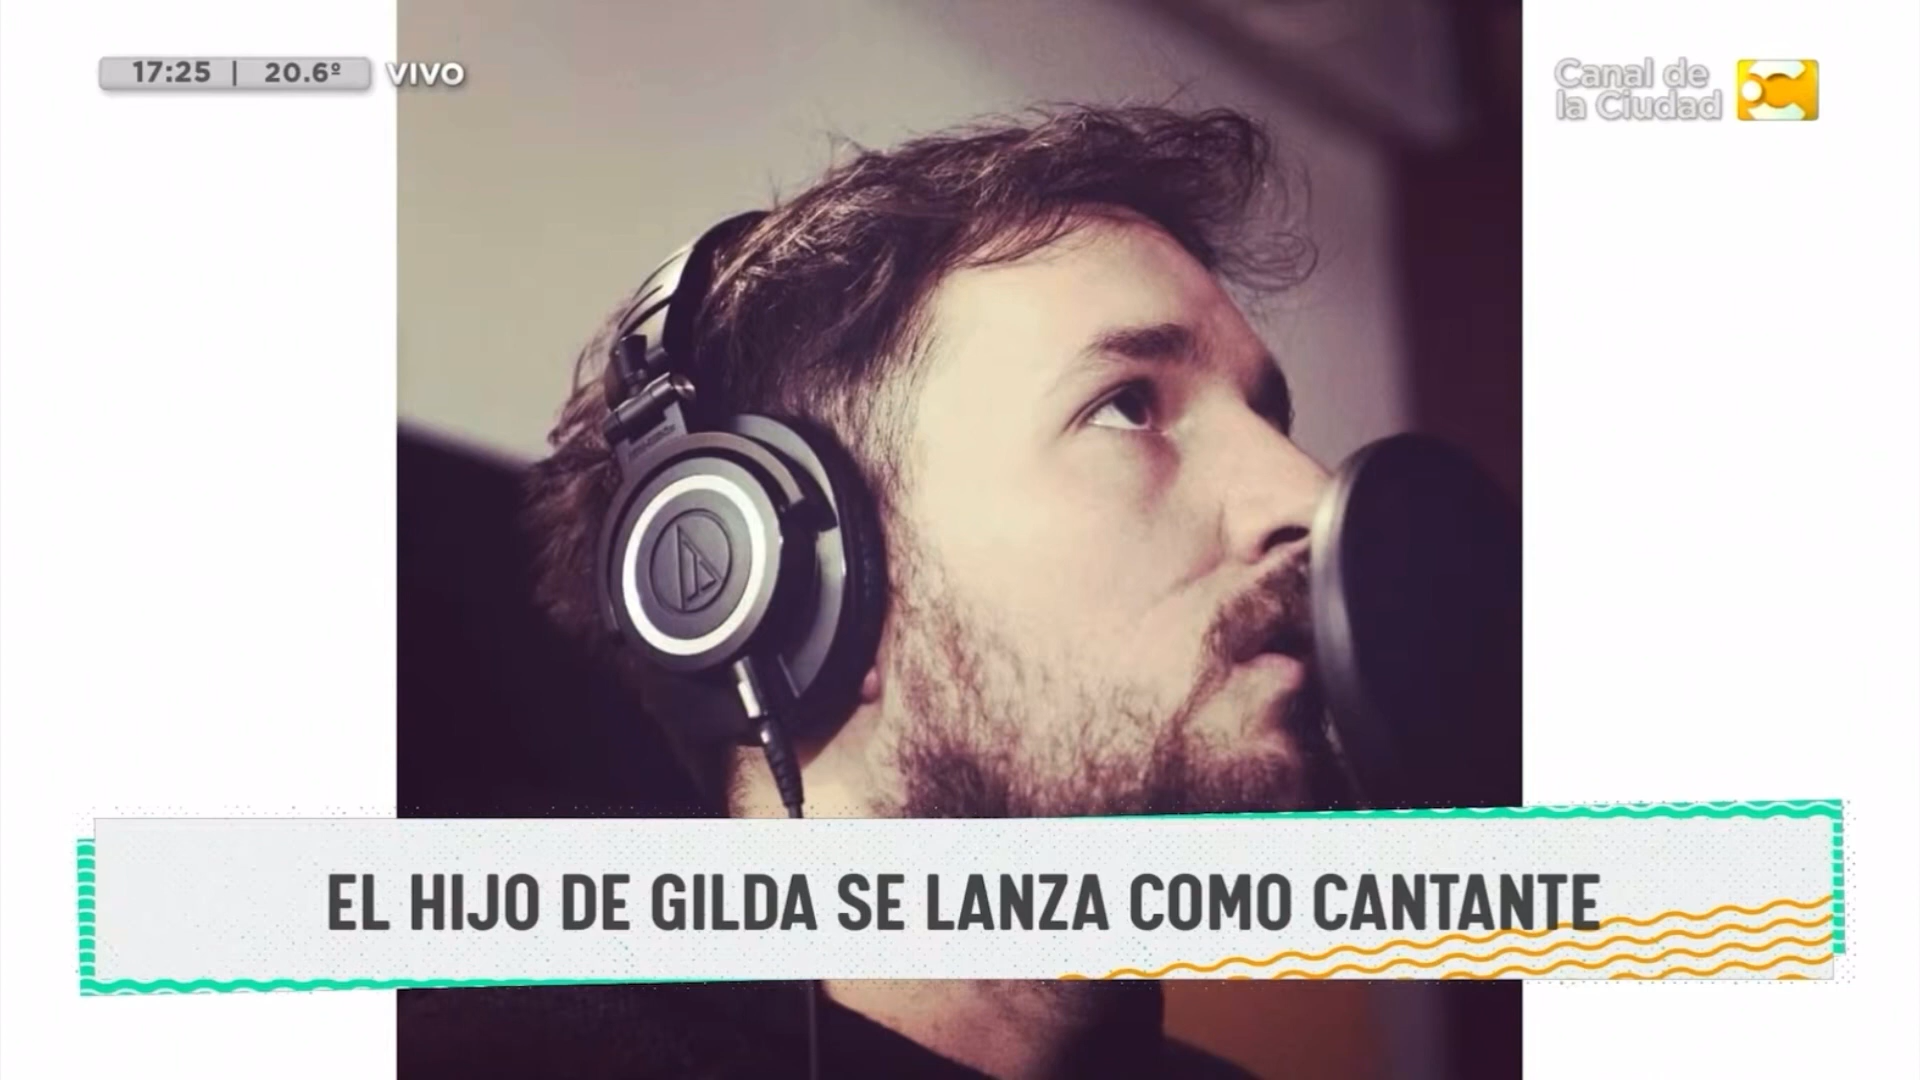 17:25 | 20.6º VIVO
Canal de
la Ciudad
EL HIJO DE GILDA SE LANZA COMO CANTANTE